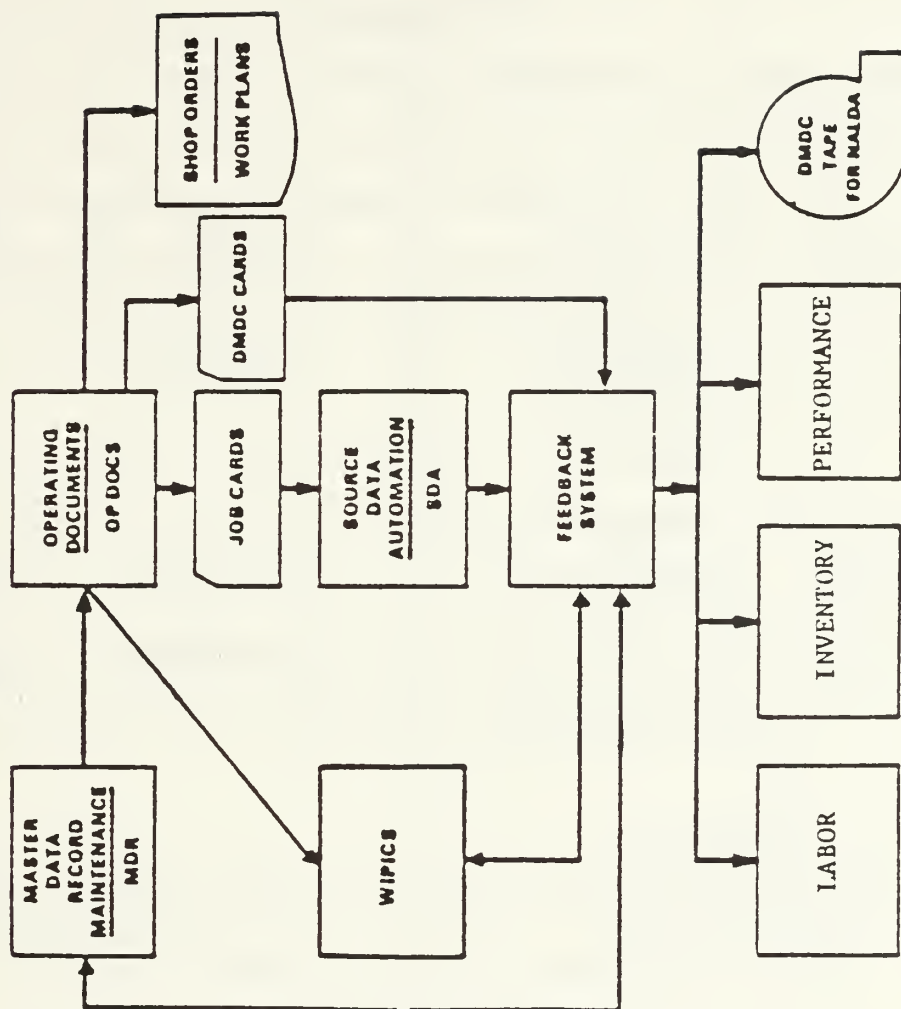 MASTER
DATA
RECORD
MAINTENANCE
MDR
OPERATING
DOCUMENTS
OP DOCS
SHOP ORDERS
WORK PLANS
JOB CARDS
DMDC CARDS
WIPICS
SOURCE
DATA
AUTOMATION
SDA
FEEDBACK
SYSTEM
LABOR
INVENTORY
PERFORMANCE
DMDC
TAPE
FOR NALDA